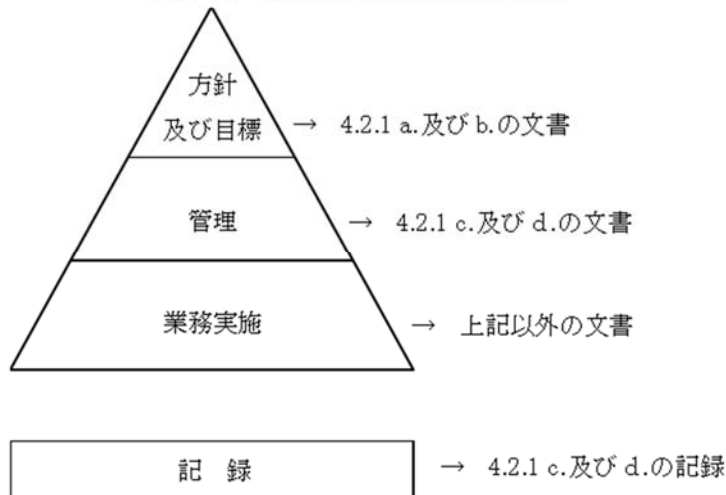 方針
及び目標 → 4.2.1 a.及び b.の文書
管理 → 4.2.1 c.及び d.の文書
業務実施 → 上記以外の文書
記 録 → 4.2.1 c.及び d.の記録